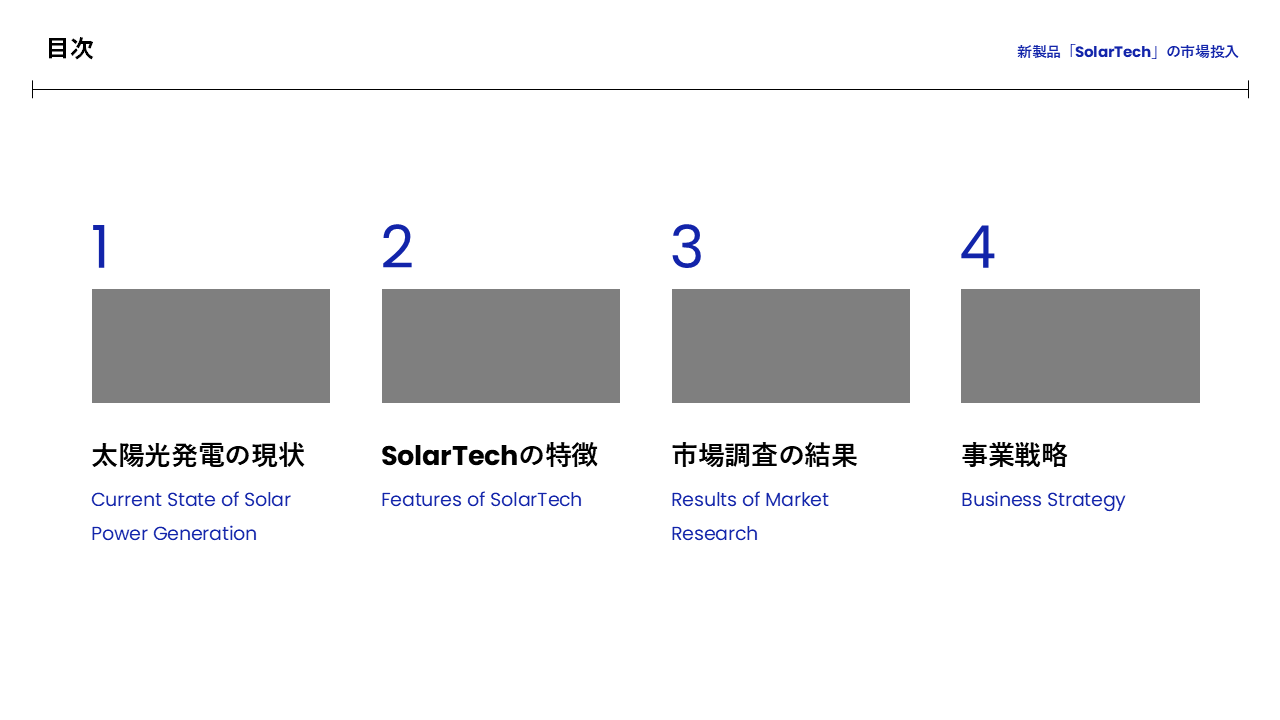 目次
新製品「SolarTech」の市場投入
1
太陽光発電の現状
Current State of Solar
Power Generation
2
SolarTechの特徴
Features of SolarTech
3
市場調査の結果
Results of Market
Research
4
事業戦略
Business Strategy